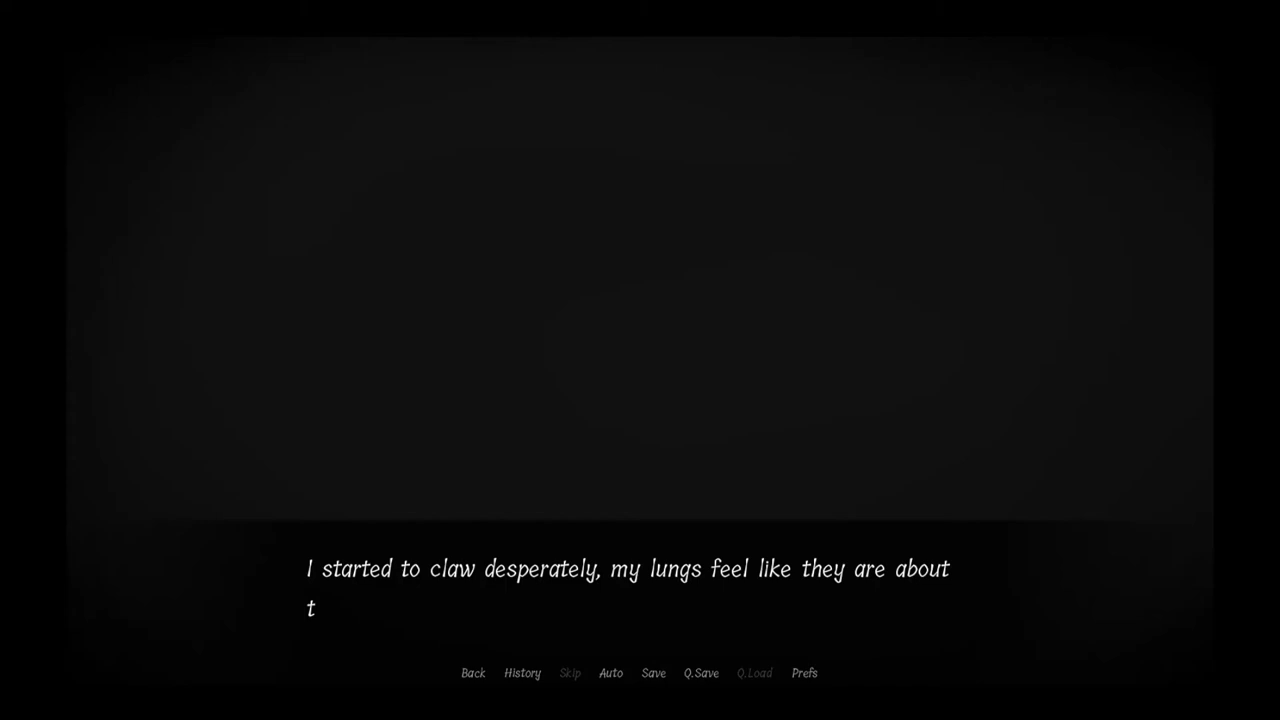 I started to claw desperately, my lungs feel like they are about
t
Back History Skip Auto Save Q.Save Q.Load Prefs